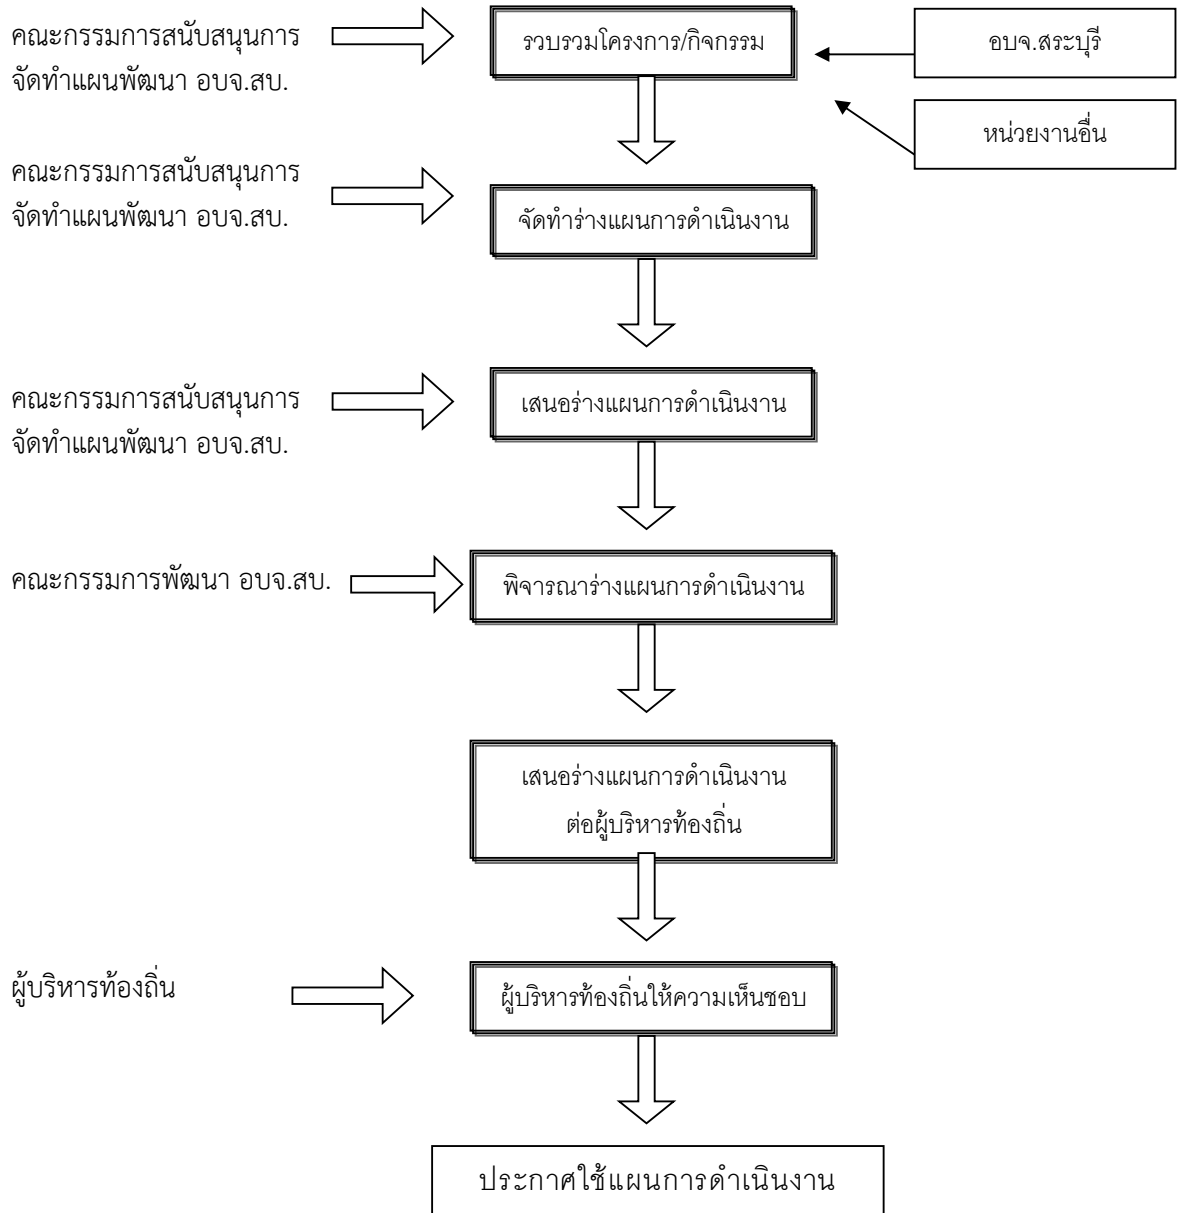 คณะกรรมการสนับสนุนการ
จัดทำแผนพัฒนา อบจ.สบ.
รวบรวมโครงการ/กิจกรรม
อบจ.สระบุรี
หน่วยงานอื่น
คณะกรรมการสนับสนุนการ
จัดทำแผนพัฒนา อบจ.สบ.
จัดทำร่างแผนการดำเนินงาน
คณะกรรมการสนับสนุนการ
จัดทำแผนพัฒนา อบจ.สบ.
เสนอร่างแผนการดำเนินงาน
คณะกรรมการพัฒนา อบจ.สบ.
พิจารณาร่างแผนการดำเนินงาน
เสนอร่างแผนการดำเนินงาน
ต่อผู้บริหารท้องถิ่น
ผู้บริหารท้องถิ่น
ผู้บริหารท้องถิ่นให้ความเห็นชอบ
ประกาศใช้แผนการดำเนินงาน